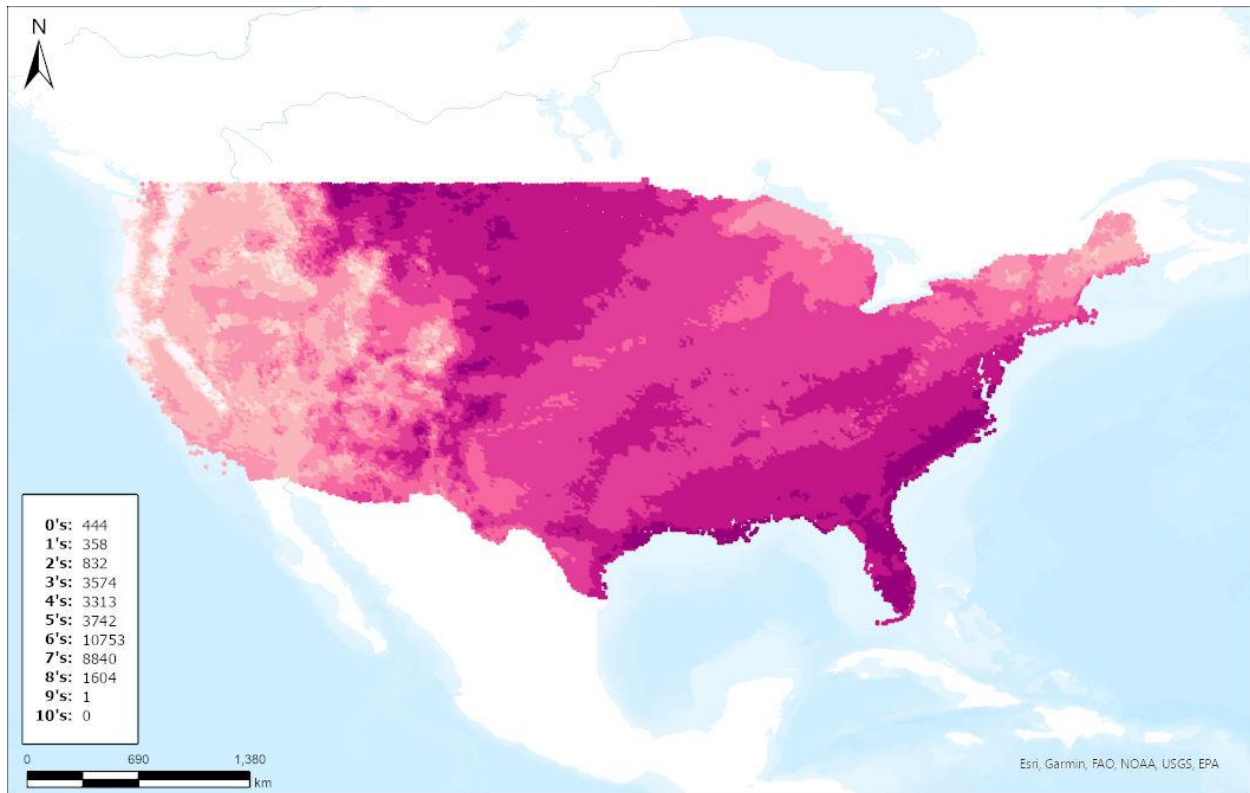 N
0's: 444
1's: 358
2's: 832
3's: 3574
4's: 3313
5's: 3742
6's: 10753
7's: 8840
8's: 1604
9's: 1
10's: 0
0 690 1,380
km
Esri, Garmin, FAO, NOAA, USGS, EPA